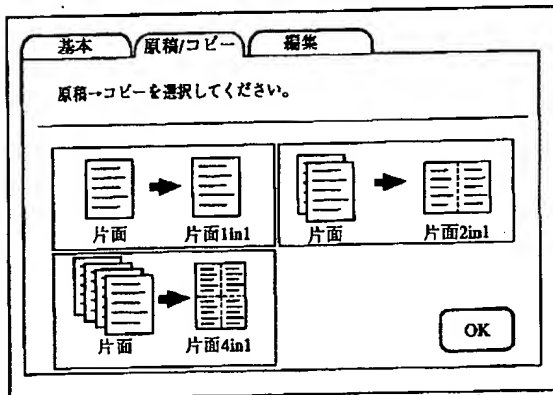 基本 原稿/コピー 編集
原稿→コピーを選択してください。
片面 片面1in1 片面 片面2in1
片面 片面4in1
OK